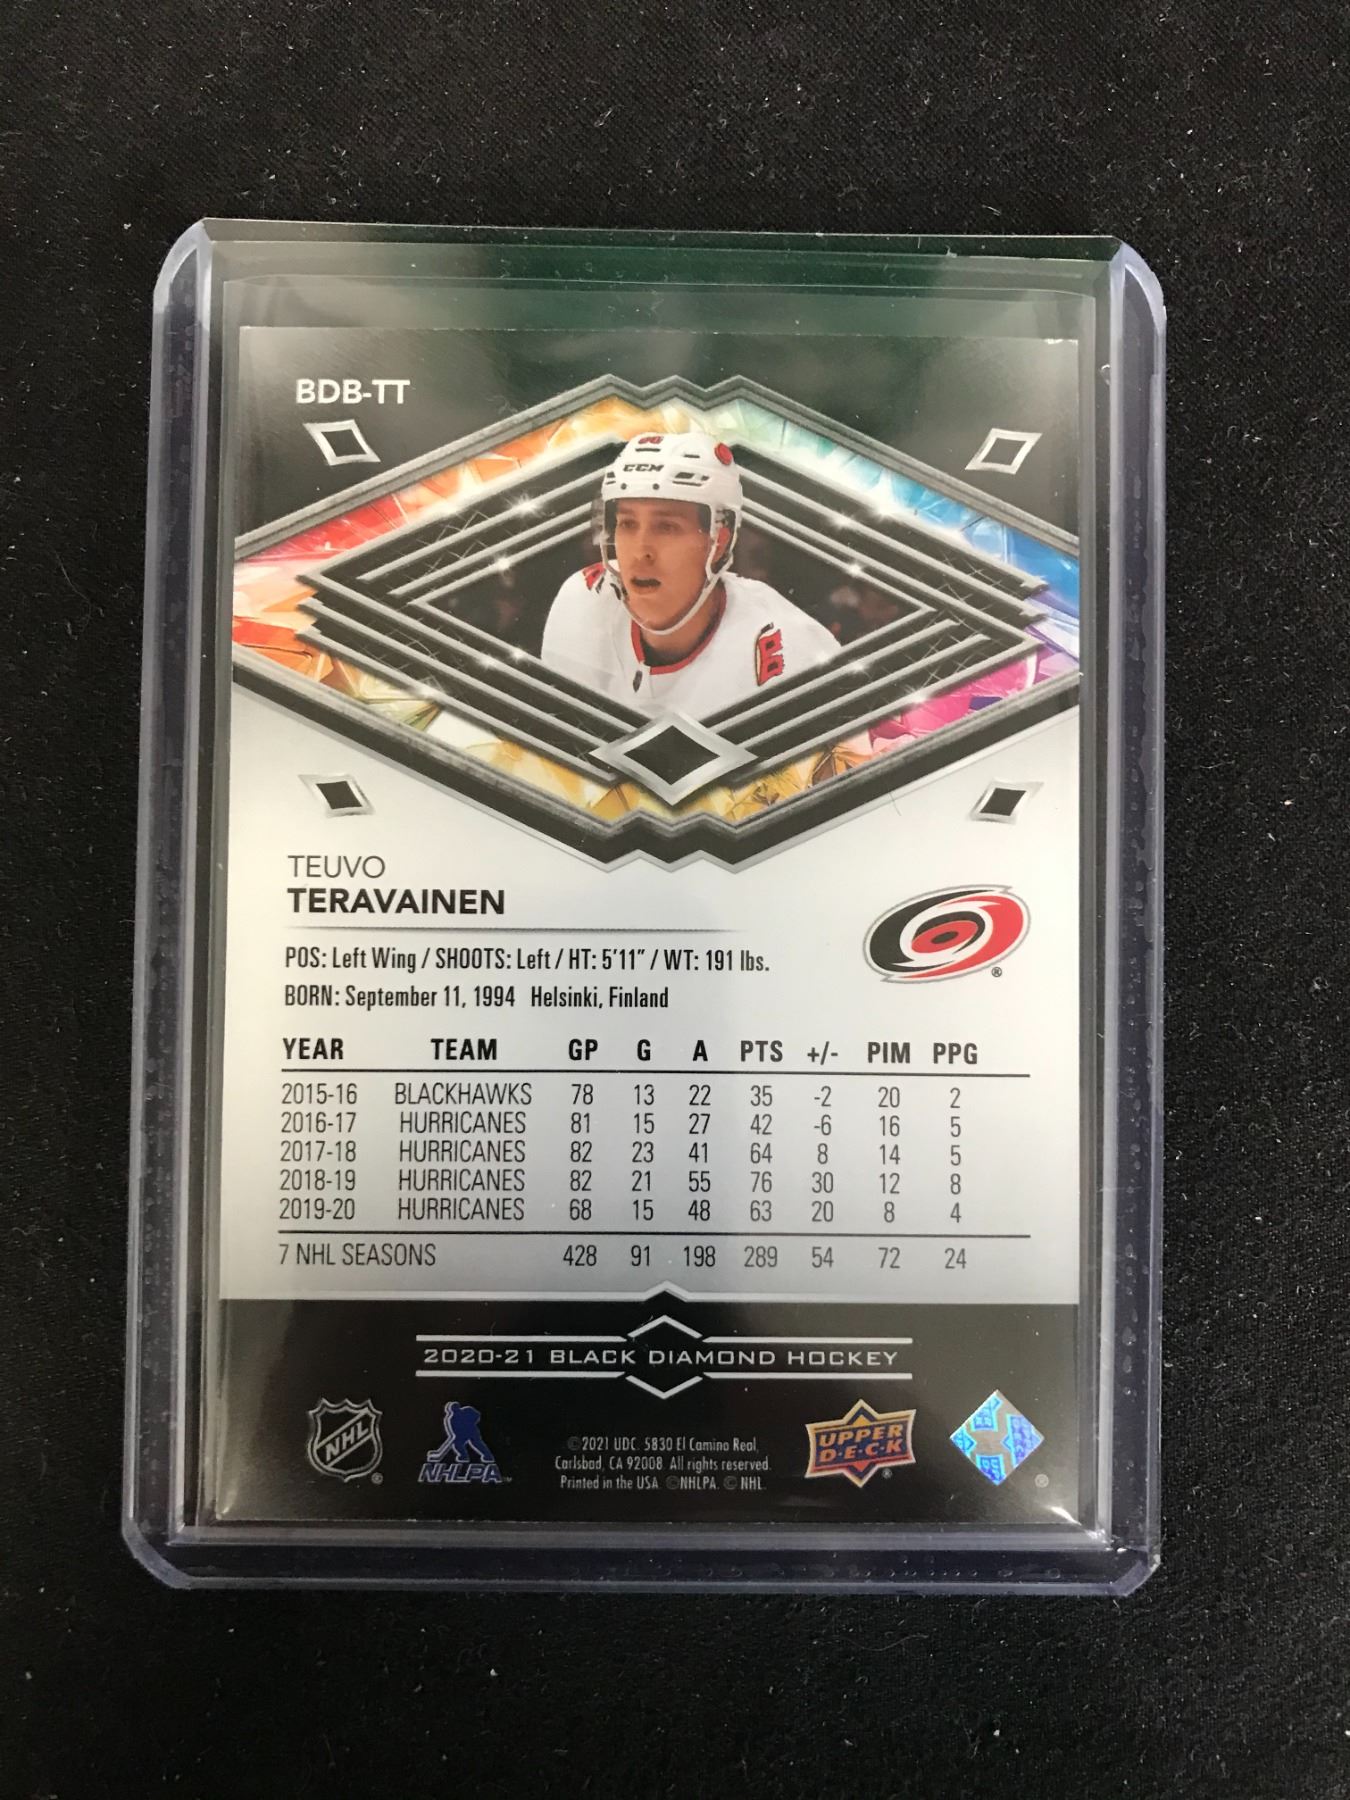 BDB-TT
CCM
TEUVO
TERAVAINEN
POS: Left Wing / SHOOTS: Left / HT: 5'11" / WT: 191 lbs.
BORN: September 11, 1994 Helsinki, Finland
YEAR TEAM GP G A PTS +/- PIM PPG
2015-16 BLACKHAWKS 78 13 22 35 -2 20 2
2016-17 HURRICANES 81 15 27 42 -6 16 5
2017-18 HURRICANES 82 23 41 64 8 14 5
2018-19 HURRICANES 82 21 55 76 30 12 8
2019-20 HURRICANES 68 15 48 63 20 8 4
7 NHL SEASONS 428 91 198 289 54 72 24
2020-21 BLACK DIAMOND HOCKEY
NHL ®
NHLPA™
©2021 UDC. 5830 El Camino Real,
Carlsbad, CA 92008. All rights reserved.
Printed in the USA. ©NHLPA. © NHL.
UPPER
D·E·C·K ®